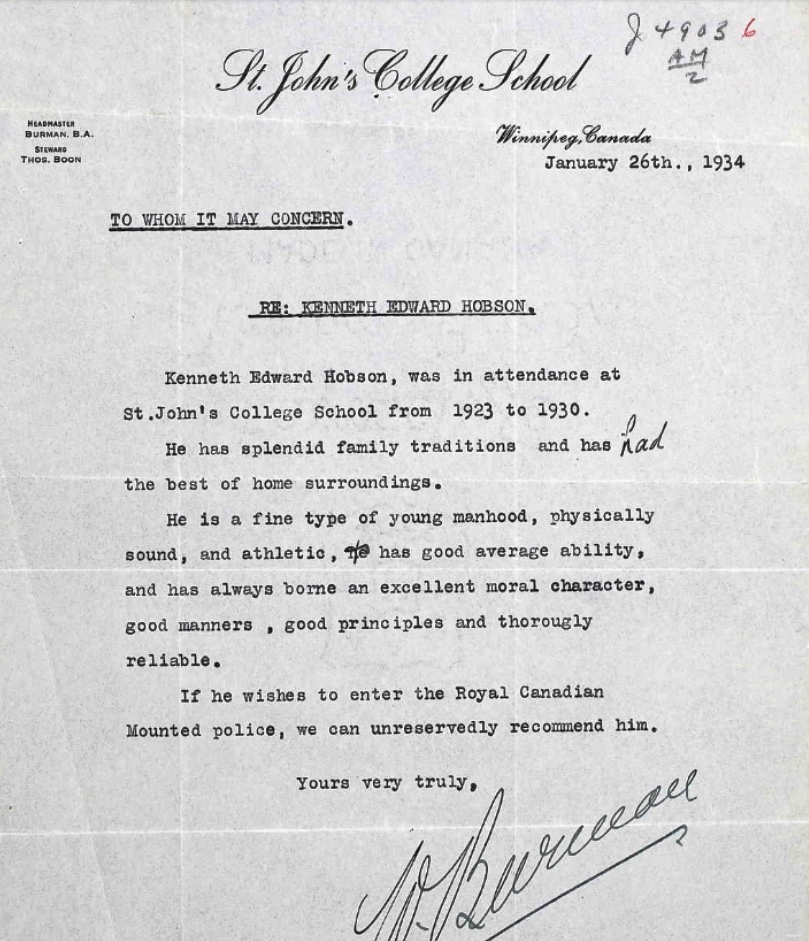 J 49036
AM
2
St. John's College School
HEADMASTER
BURMAN. B.A.
STEWARD
THOS. BOON
Winnipeg, Canada
January 26th., 1934
TO WHOM IT MAY CONCERN.
RE: KENNETH EDWARD HOBSON.
Kenneth Edward Hobson, was in attendance at
St.John's College School from 1923 to 1930.
He has splendid family traditions and has had
the best of home surroundings.
He is a fine type of young manhood, physically
sound, and athletic, has good average ability,
and has always borne an excellent moral character,
good manners , good principles and thorougly
reliable.
If he wishes to enter the Royal Canadian
Mounted police, we can unreservedly recommend him.
Yours very truly,
W. Burman